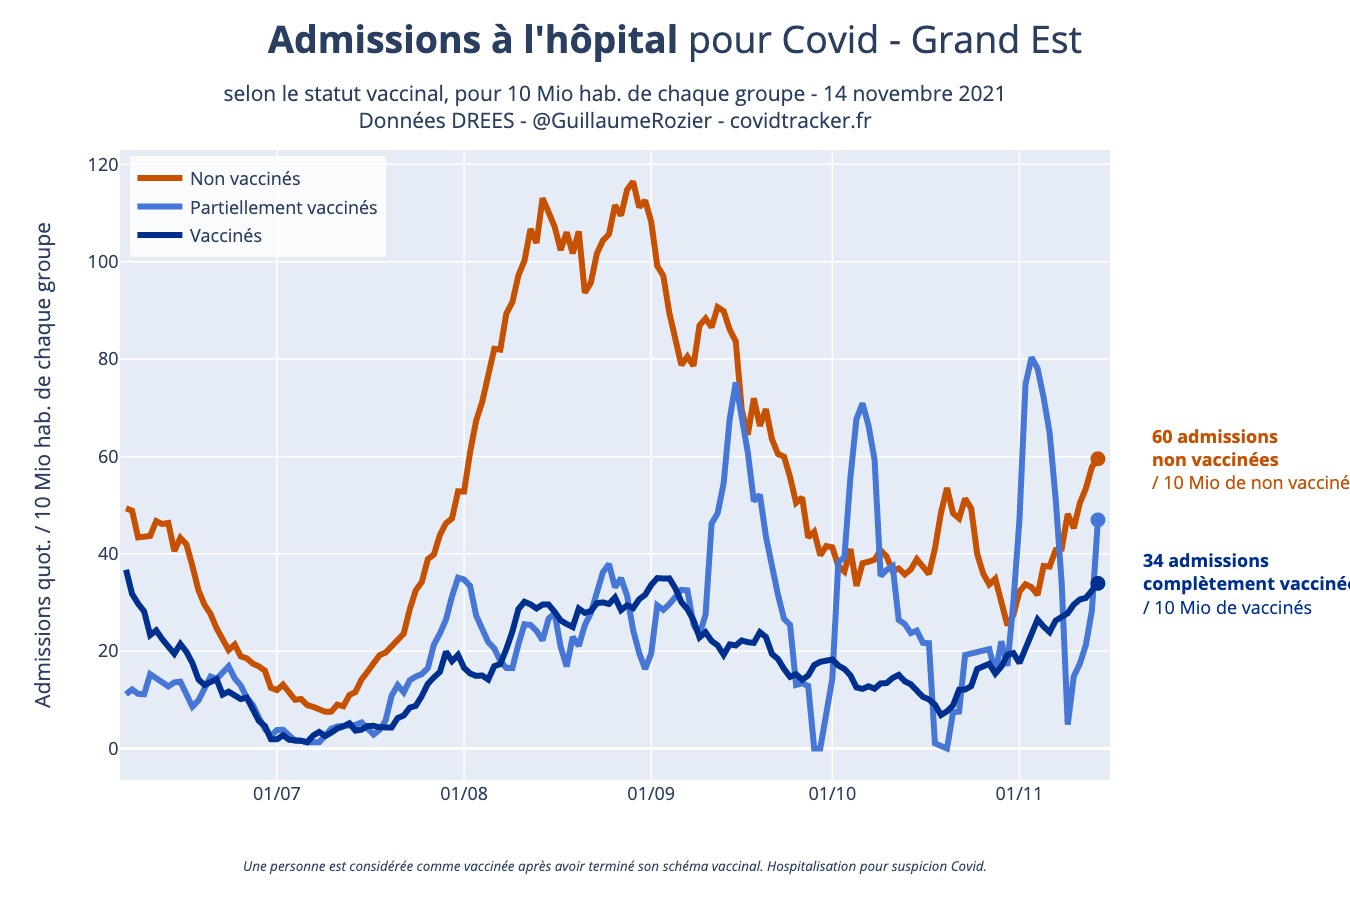 Admissions à l'hôpital pour Covid - Grand Est
selon le statut vaccinal, pour 10 Mio hab. de chaque groupe - 14 novembre 2021
Données DREES - @GuillaumeRozier - covidtracker.fr
Admissions quot. / 10 Mio hab. de chaque groupe
120
100
80
60
40
20
0
Non vaccinés
Partiellement vaccinés
Vaccinés
60 admissions
non vaccinées
/ 10 Mio de non vacciné
34 admissions
complètement vacciné
/ 10 Mio de vaccinés
01/07
01/08
01/09
01/10
01/11
Une personne est considérée comme vaccinée après avoir terminé son schéma vaccinal. Hospitalisation pour suspicion Covid.